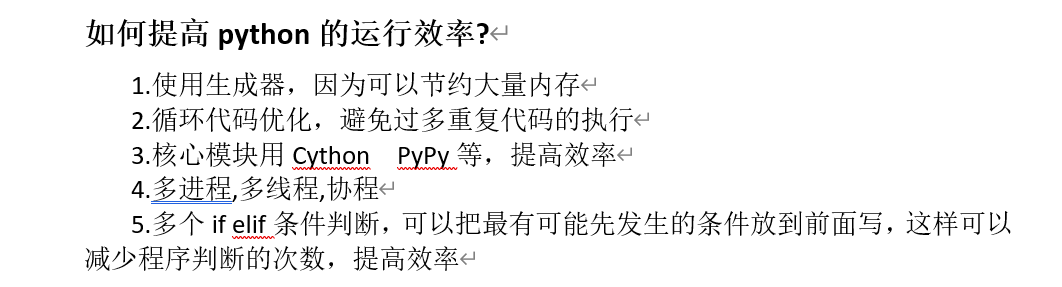 如何提高 python 的运行效率?
1.使用生成器，因为可以节约大量内存
2.循环代码优化，避免过多重复代码的执行
3.核心模块用 Cython PyPy 等，提高效率
4.多进程,多线程,协程
5.多个 if elif 条件判断，可以把最有可能先发生的条件放到前面写，这样可以
减少程序判断的次数，提高效率